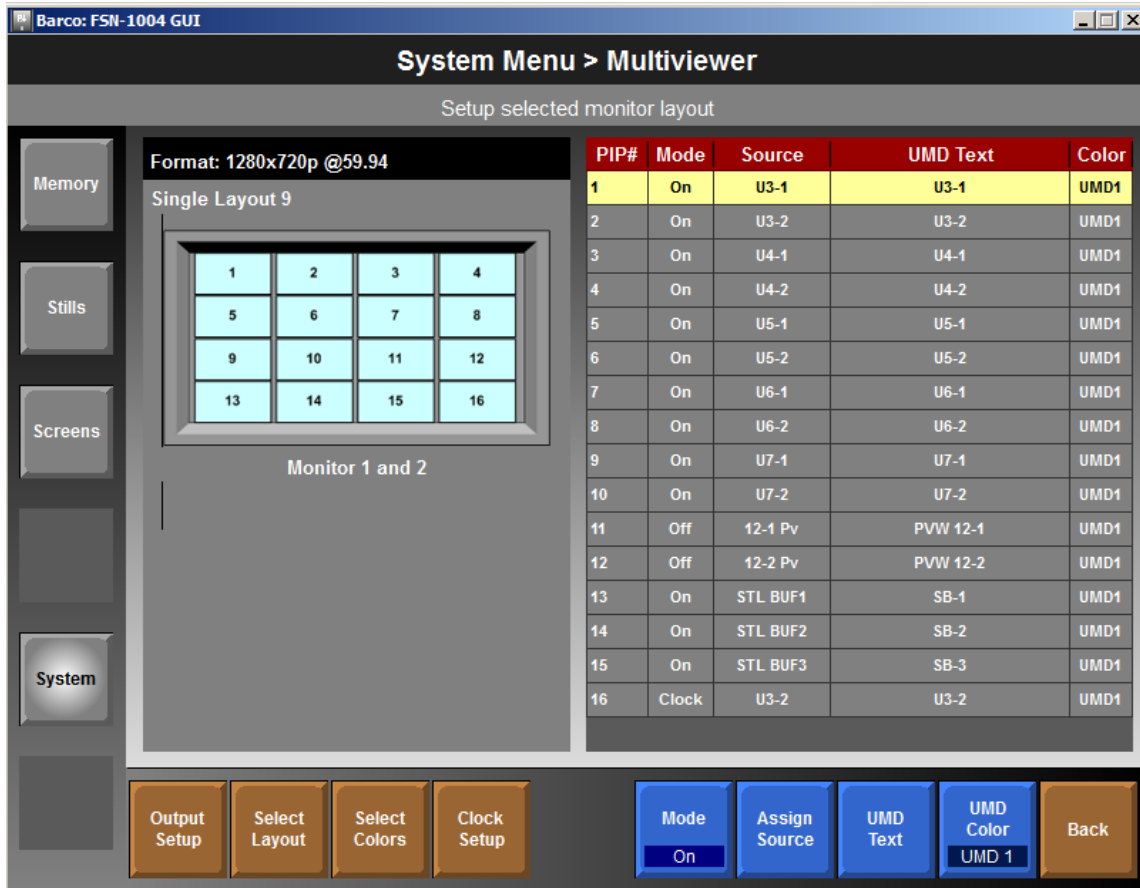 Barco: FSN-1004 GUI
System Menu > Multiviewer
Setup selected monitor layout
Memory
Stills
Screens
System
Format: 1280x720p @59.94
Single Layout 9
1 2 3 4
5 6 7 8
9 10 11 12
13 14 15 16
Monitor 1 and 2
PIP# Mode Source UMD Text Color
1 On U3-1 U3-1 UMD1
2 On U3-2 U3-2 UMD1
3 On U4-1 U4-1 UMD1
4 On U4-2 U4-2 UMD1
5 On U5-1 U5-1 UMD1
6 On U5-2 U5-2 UMD1
7 On U6-1 U6-1 UMD1
8 On U6-2 U6-2 UMD1
9 On U7-1 U7-1 UMD1
10 On U7-2 U7-2 UMD1
11 Off 12-1 Pv PVW 12-1 UMD1
12 Off 12-2 Pv PVW 12-2 UMD1
13 On STL BUF1 SB-1 UMD1
14 On STL BUF2 SB-2 UMD1
15 On STL BUF3 SB-3 UMD1
16 Clock U3-2 U3-2 UMD1
Output
Setup
Select
Layout
Select
Colors
Clock
Setup
Mode
On
Assign
Source
UMD
Text
UMD
Color
UMD 1
Back